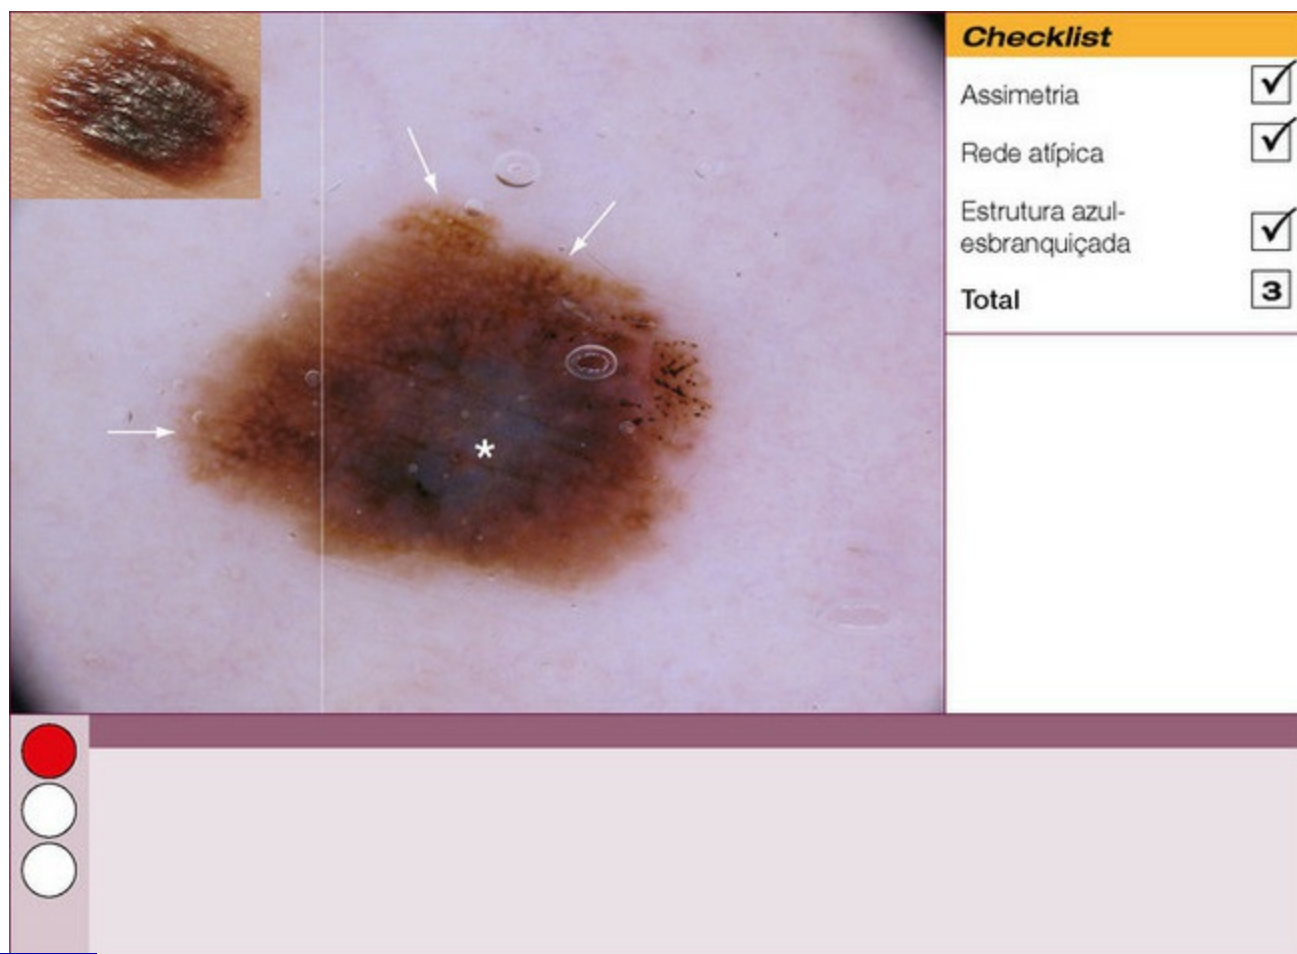 Checklist
Assimetria
Rede atípica
Estrutura azul-
esbranquiçada
Total 3
*